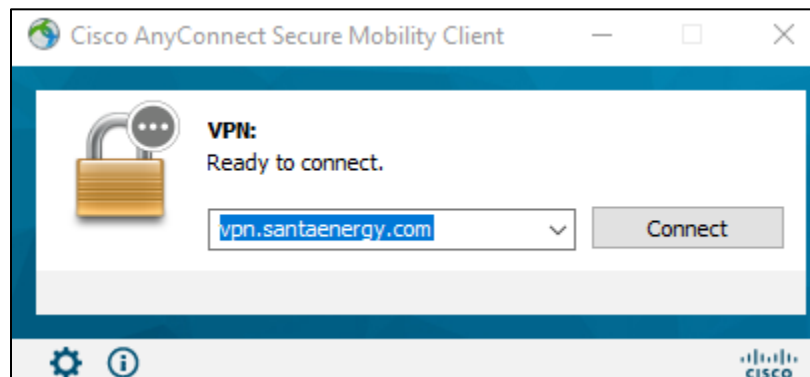 Cisco AnyConnect Secure Mobility Client
VPN:
Ready to connect.
vpn.santaenergy.com
Connect
CISCO